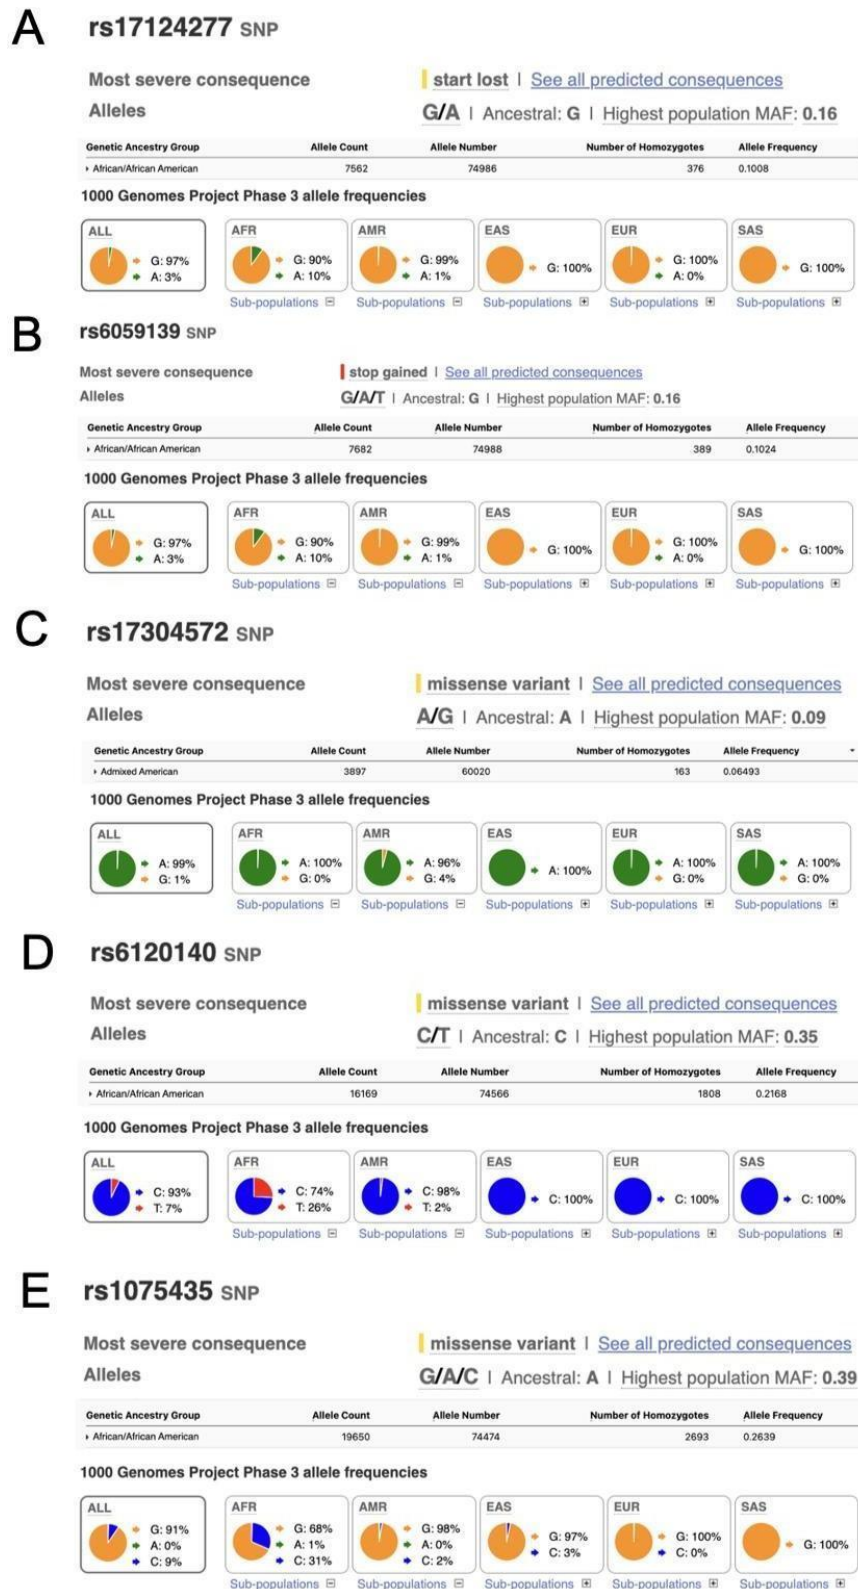 A
rs17124277 SNP
Most severe consequence start lost | See all predicted consequences
Alleles G/A | Ancestral: G | Highest population MAF: 0.16
Genetic Ancestry Group Allele Count Allele Number Number of Homozygotes Allele Frequency
African/African American 7562 74986 376 0.1008
1000 Genomes Project Phase 3 allele frequencies
ALL AFR AMR EAS EUR SAS
G: 97% G: 90% G: 99% G: 100% G: 100% G: 100%
A: 3% A: 10% A: 1% A: 0%
Sub-populations Sub-populations Sub-populations Sub-populations Sub-populations
B
rs6059139 SNP
Most severe consequence stop gained | See all predicted consequences
Alleles G/A/T | Ancestral: G | Highest population MAF: 0.16
Genetic Ancestry Group Allele Count Allele Number Number of Homozygotes Allele Frequency
African/African American 7682 74988 389 0.1024
1000 Genomes Project Phase 3 allele frequencies
ALL AFR AMR EAS EUR SAS
G: 97% G: 90% G: 99% G: 100% G: 100% G: 100%
A: 3% A: 10% A: 1% A: 0%
Sub-populations Sub-populations Sub-populations Sub-populations Sub-populations
C
rs17304572 SNP
Most severe consequence missense variant | See all predicted consequences
Alleles A/G | Ancestral: A | Highest population MAF: 0.09
Genetic Ancestry Group Allele Count Allele Number Number of Homozygotes Allele Frequency
Admixed American 3897 60020 163 0.06493
1000 Genomes Project Phase 3 allele frequencies
ALL AFR AMR EAS EUR SAS
A: 99% A: 100% A: 96% A: 100% A: 100% A: 100%
G: 1% G: 0% G: 4% G: 0% G: 0%
Sub-populations Sub-populations Sub-populations Sub-populations Sub-populations
D
rs6120140 SNP
Most severe consequence missense variant | See all predicted consequences
Alleles C/T | Ancestral: C | Highest population MAF: 0.35
Genetic Ancestry Group Allele Count Allele Number Number of Homozygotes Allele Frequency
African/African American 16169 74566 1808 0.2168
1000 Genomes Project Phase 3 allele frequencies
ALL AFR AMR EAS EUR SAS
C: 93% C: 74% C: 98% C: 100% C: 100% C: 100%
T: 7% T: 26% T: 2%
Sub-populations Sub-populations Sub-populations Sub-populations Sub-populations
E
rs1075435 SNP
Most severe consequence missense variant | See all predicted consequences
Alleles G/A/C | Ancestral: A | Highest population MAF: 0.39
Genetic Ancestry Group Allele Count Allele Number Number of Homozygotes Allele Frequency
African/African American 19650 74474 2693 0.2639
1000 Genomes Project Phase 3 allele frequencies
ALL AFR AMR EAS EUR SAS
G: 91% G: 68% G: 98% G: 97% G: 100% G: 100%
A: 0% A: 1% A: 0% C: 3% C: 0%
C: 9% C: 31% C: 2%
Sub-populations Sub-populations Sub-populations Sub-populations Sub-populations